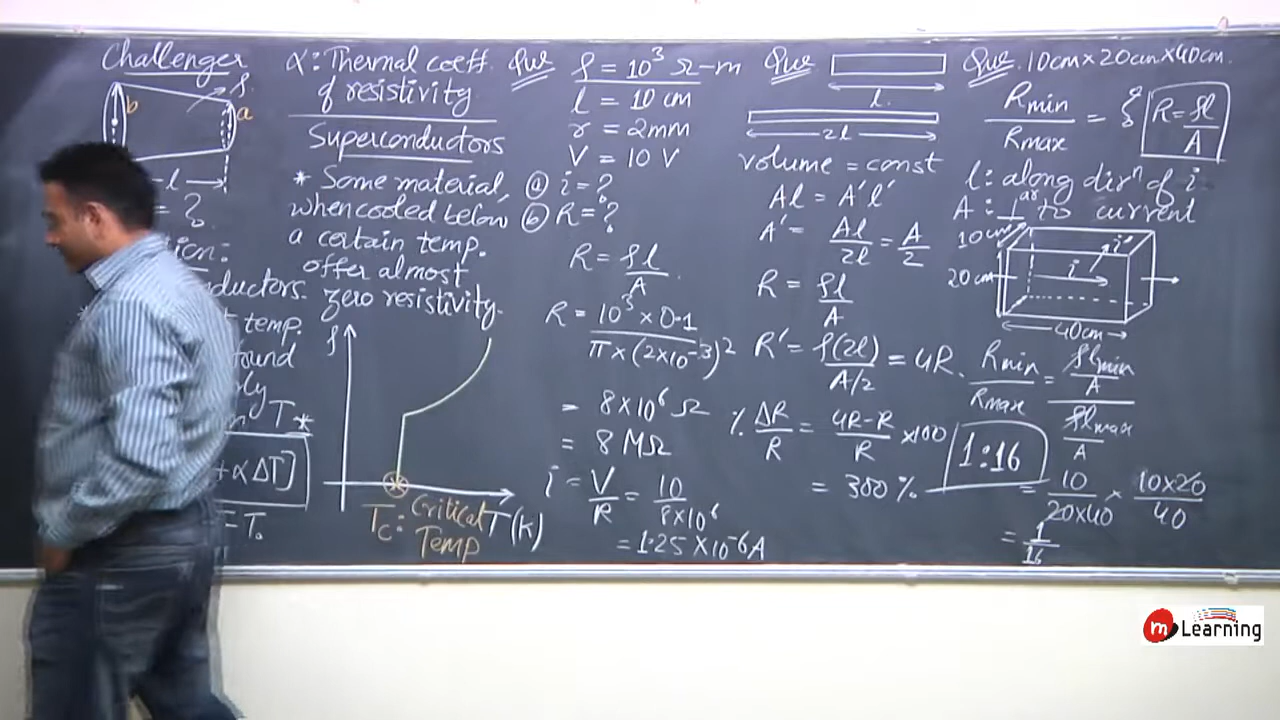 Challenger
ρ
b
a
l
= ?
ion:
nductors.
t temp.
found
ly
T
+ α ΔT]
= T₀
α: Thermal coeff.
of resistivity
Superconductors
* Some material,
when cooled below
a certain temp.
offer almost
zero resistivity.
ρ
*
Tc: Critical
Temp
T(K)
Que
ρ = 10³ Ω-m
l = 10 cm
r = 2mm
V = 10 V
ⓐ i = ?
ⓑ R = ?
R = ρl/A
R = 10³ × 0.1/π × (2×10⁻³)²
= 8×10⁶ Ω
= 8 MΩ
i = V/R = 10/8×10⁶
= 1.25 ×10⁻⁶ A
Que
l
2l
volume = const
Al = A'l'
A' = Al/2l = A/2
R = ρl/A
R' = ρ(2l)/A/2 = 4R.
% ΔR/R = 4R-R/R ×100
= 300 %
Que. 10cm×20cm×40cm.
Rmin/Rmax = { R = ρl/A
l: along dirⁿ of i
A: ⊥ar to current
10cm
20cm
i
i'
40cm
Rmin/Rmax = ρlmin/A / ρlmax/A
1:16
= 10/20×40 × 10×20/40
= 1/16
m Learning